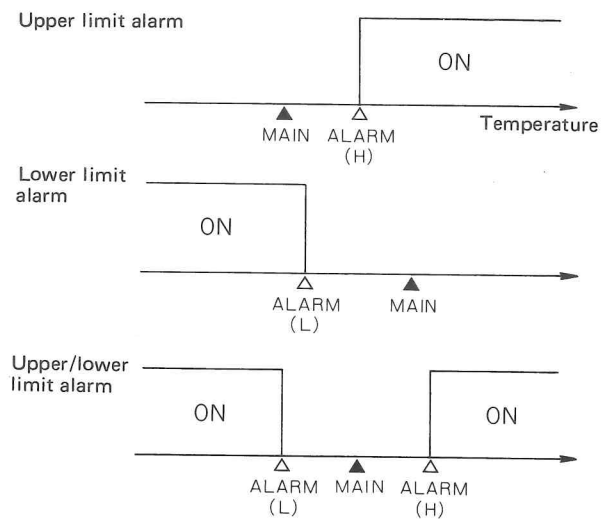 Upper limit alarm
ON
Temperature
MAIN
ALARM
(H)
Lower limit
alarm
ON
ALARM
(L)
MAIN
Upper/lower
limit alarm
ON
ON
ALARM
(L)
MAIN
ALARM
(H)